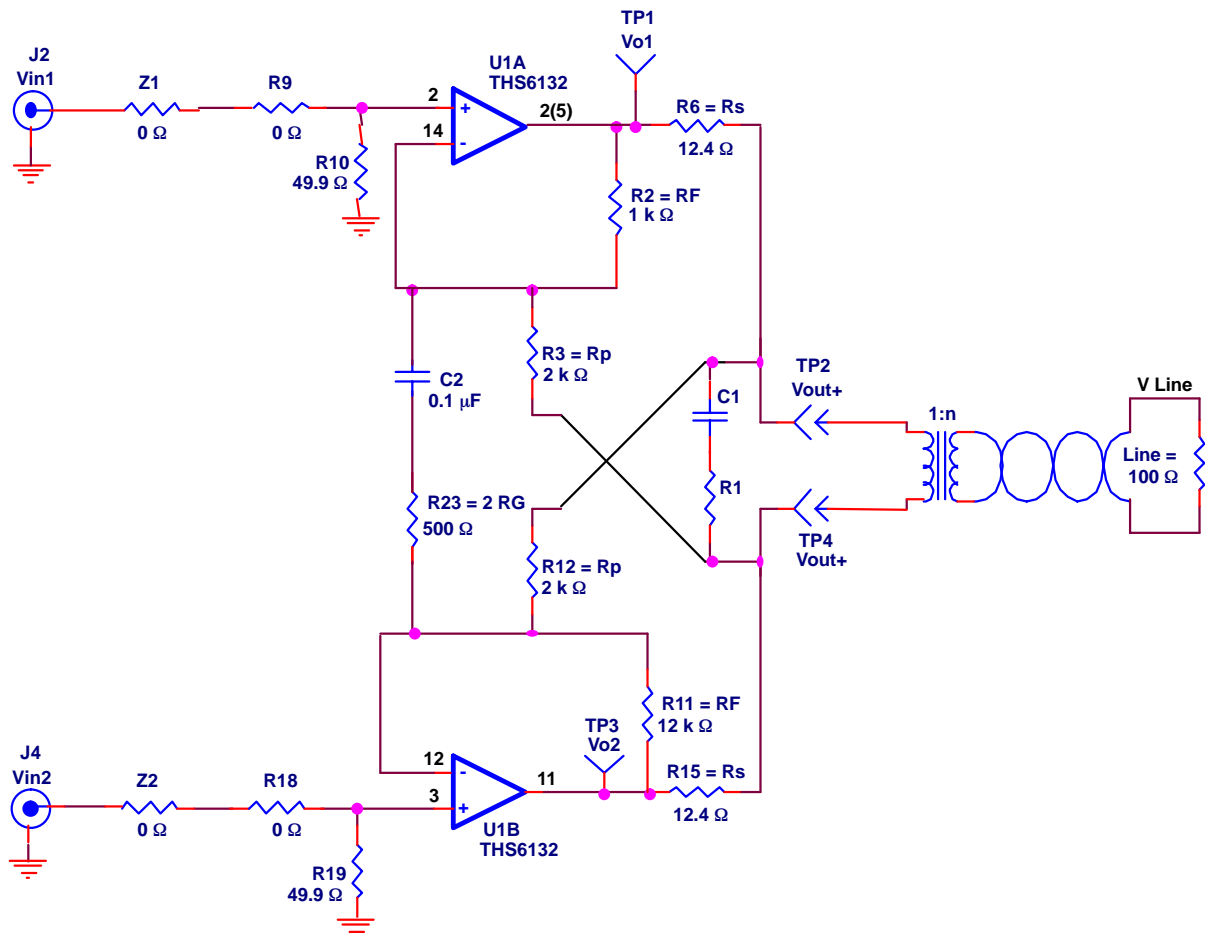 TP1
Vo1
J2
Vin1
Z1
0 Ω
R9
0 Ω
R10
49.9 Ω
U1A
THS6132
2
+
14
-
2(5)
R6 = Rs
12.4 Ω
R2 = RF
1 k Ω
R3 = Rp
2 k Ω
C2
0.1 μF
C1
TP2
Vout+
1:n
V Line
Line =
100 Ω
R23 = 2 RG
500 Ω
R1
R12 = Rp
2 k Ω
TP4
Vout+
R11 = RF
12 k Ω
TP3
Vo2
J4
Vin2
Z2
0 Ω
R18
0 Ω
12
-
3
+
11
R15 = Rs
12.4 Ω
U1B
THS6132
R19
49.9 Ω